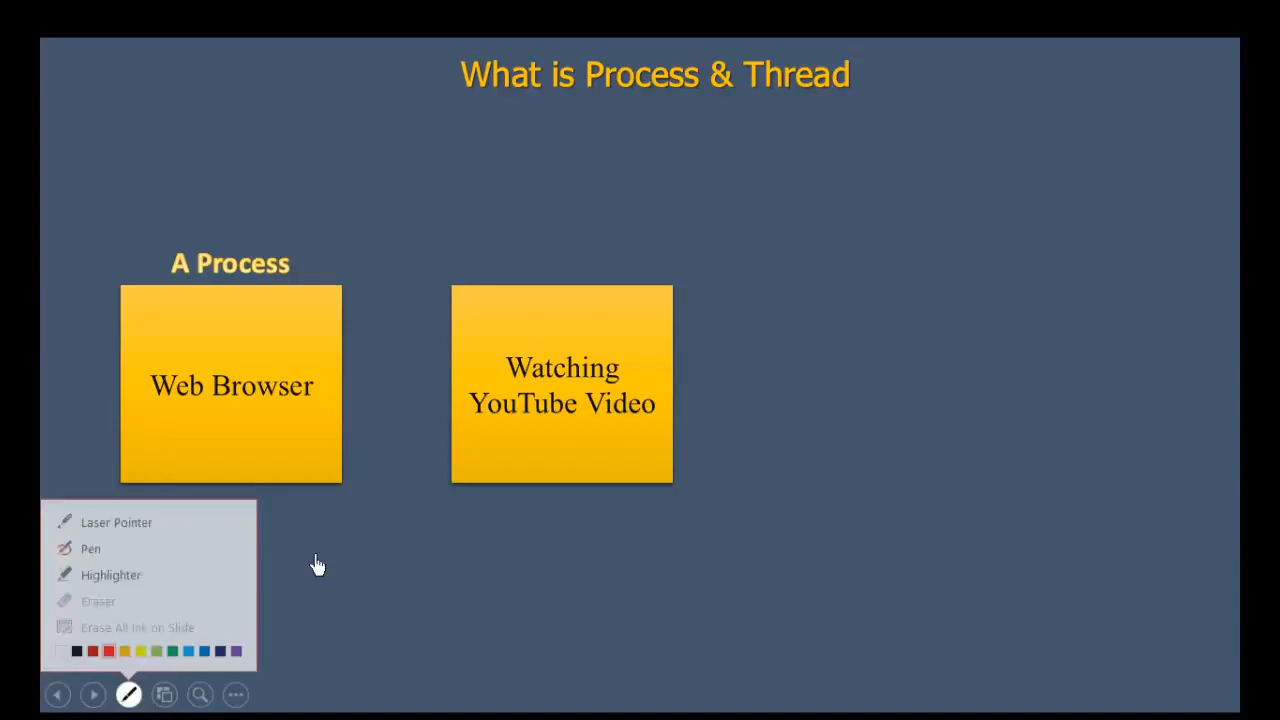 What is Process & Thread
A Process
Web Browser
Watching
YouTube Video
Laser Pointer
Pen
Highlighter
Eraser
Erase All Ink on Slide